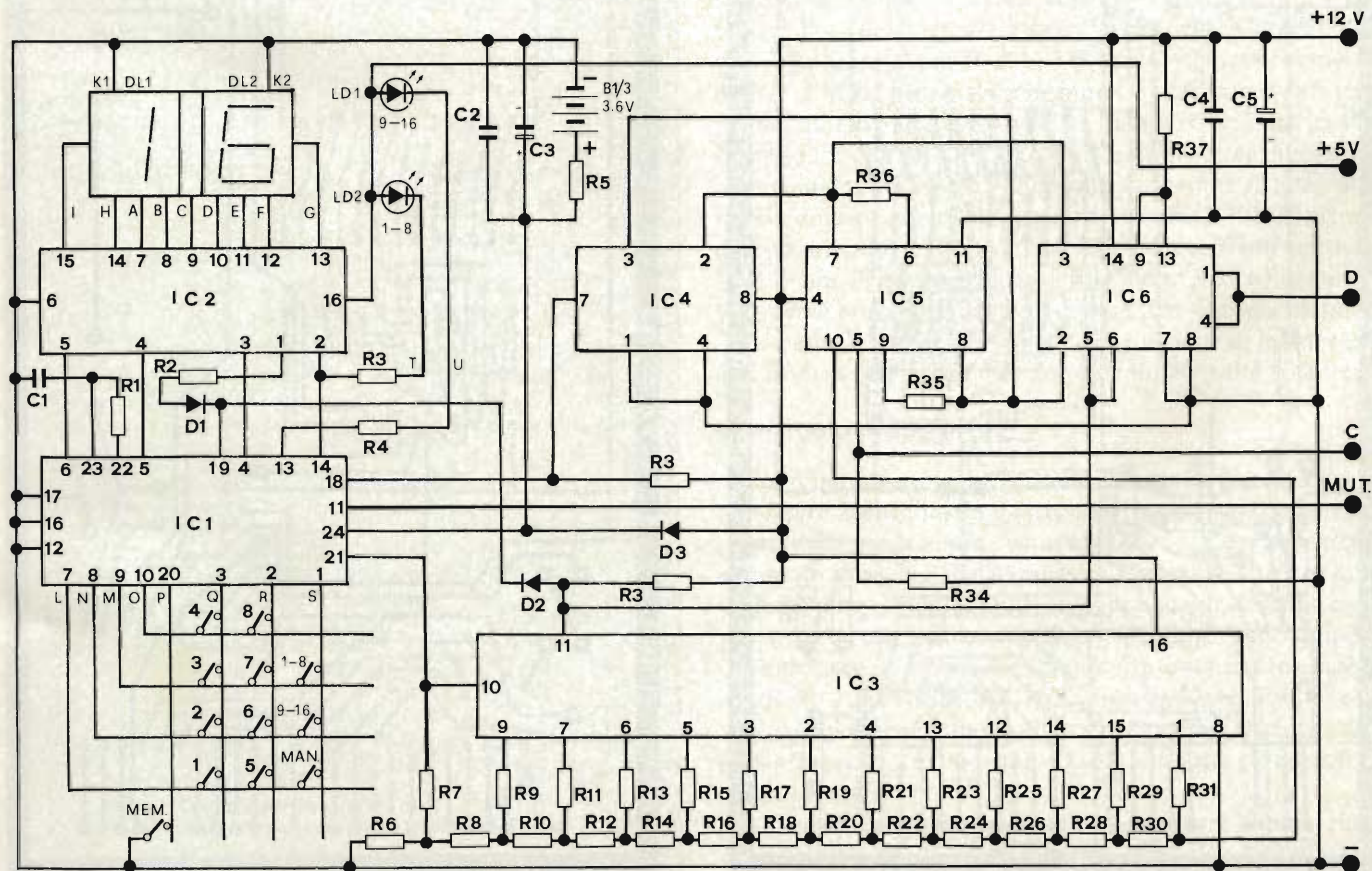 +12 V
K1 DL1 DL2 K2
LD1
9–16
C2
C3
B1/3
3.6V
−
+
R5
C4
C5
+
R37
+5V
LD2
1–8
R36
I H A B C D E F G
15 14 7 8 9 10 11 12 13
6 IC2 16
5 4 3 1 2
3 2
7 IC4 8
1 4
7 6 11
4 IC5
10 5 9 8
3 14 9 13
IC6 1
4
2 5 6 7 8
D
R2
R3
T U
C1
R1
D1
R4
R35
C
MUT.
6 23 22 5 19 4 13 14
17
16
12
IC1
18
11
24
21
R3
D3
7 8 9 10 20 3 2 1
L N M O P Q R S
D2
R3
R34
4 8
3 7 1–8
2 6 9–16
1 5 MAN.
MEM.
11 16
10 IC3
9 7 6 5 3 2 4 13 12 14 15 1 8
R7 R9 R11 R13 R15 R17 R19 R21 R23 R25 R27 R29 R31
R6 R8 R10 R12 R14 R16 R18 R20 R22 R24 R26 R28 R30
−